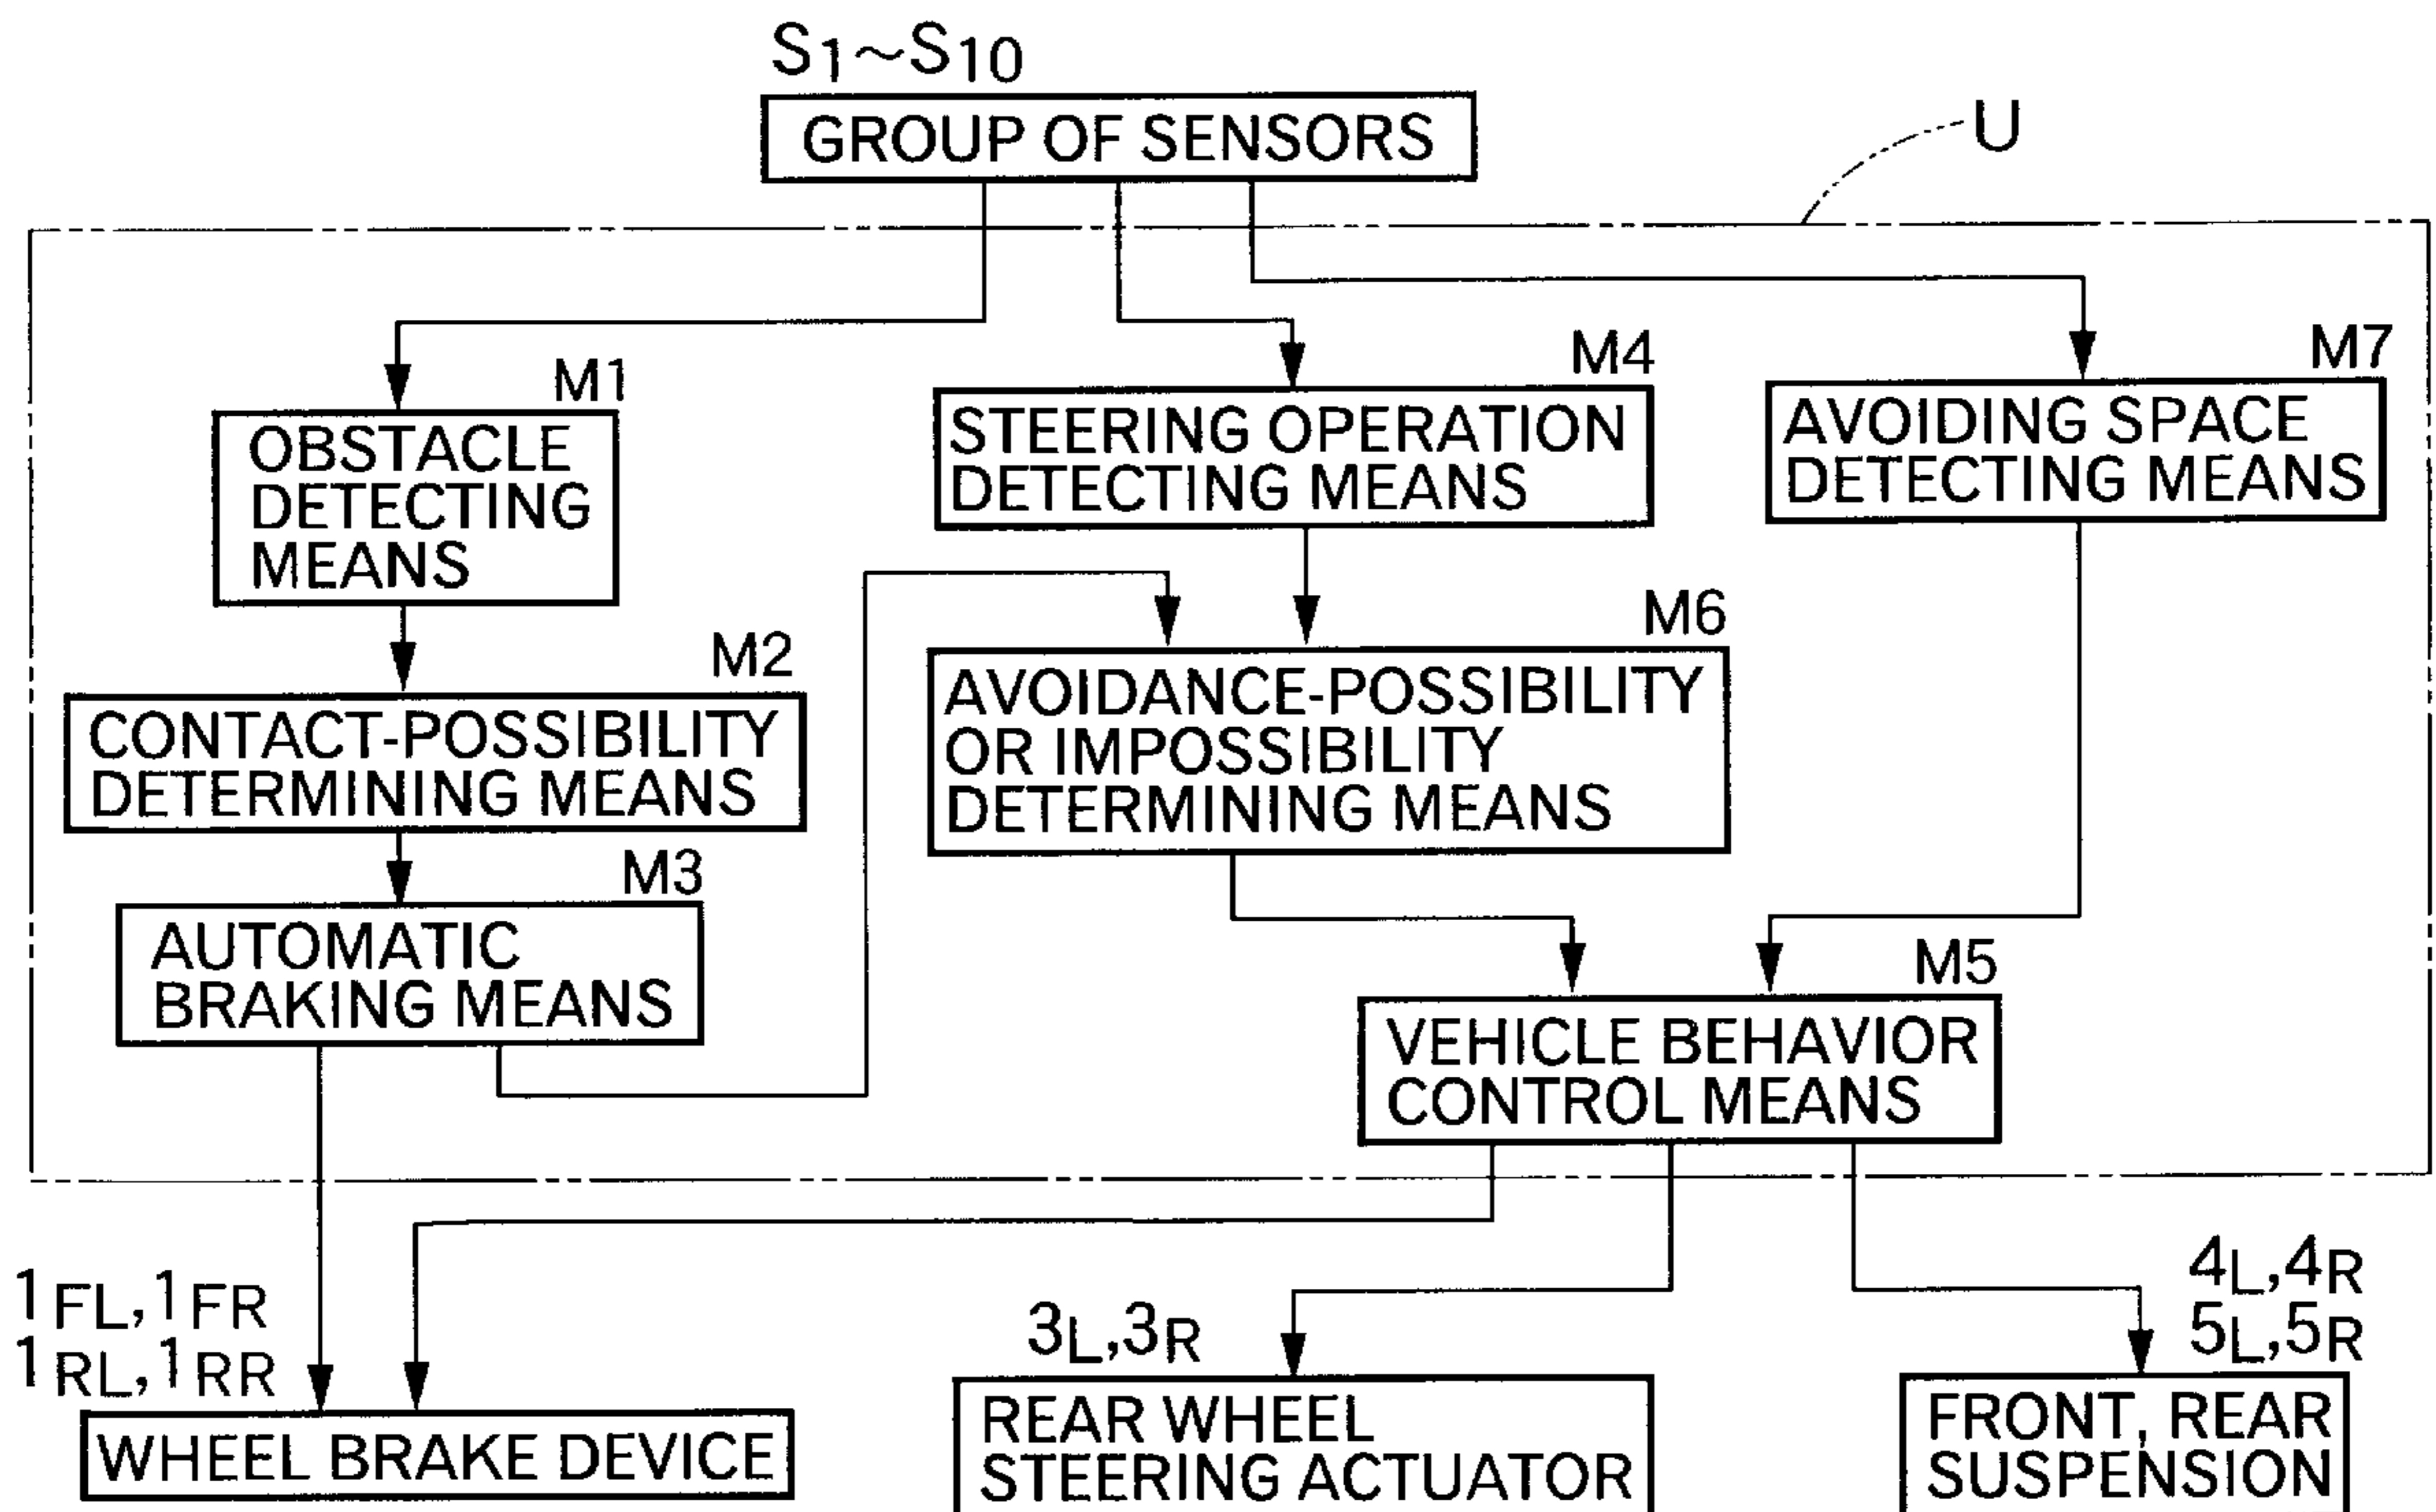 S1~S10
GROUP OF SENSORS
U
M1
OBSTACLE
DETECTING
MEANS
M4
STEERING OPERATION
DETECTING MEANS
M7
AVOIDING SPACE
DETECTING MEANS
M2
CONTACT-POSSIBILITY
DETERMINING MEANS
M6
AVOIDANCE-POSSIBILITY
OR IMPOSSIBILITY
DETERMINING MEANS
M3
AUTOMATIC
BRAKING MEANS
M5
VEHICLE BEHAVIOR
CONTROL MEANS
1FL,1FR
1RL,1RR
WHEEL BRAKE DEVICE
3L,3R
REAR WHEEL
STEERING ACTUATOR
4L,4R
5L,5R
FRONT, REAR
SUSPENSION